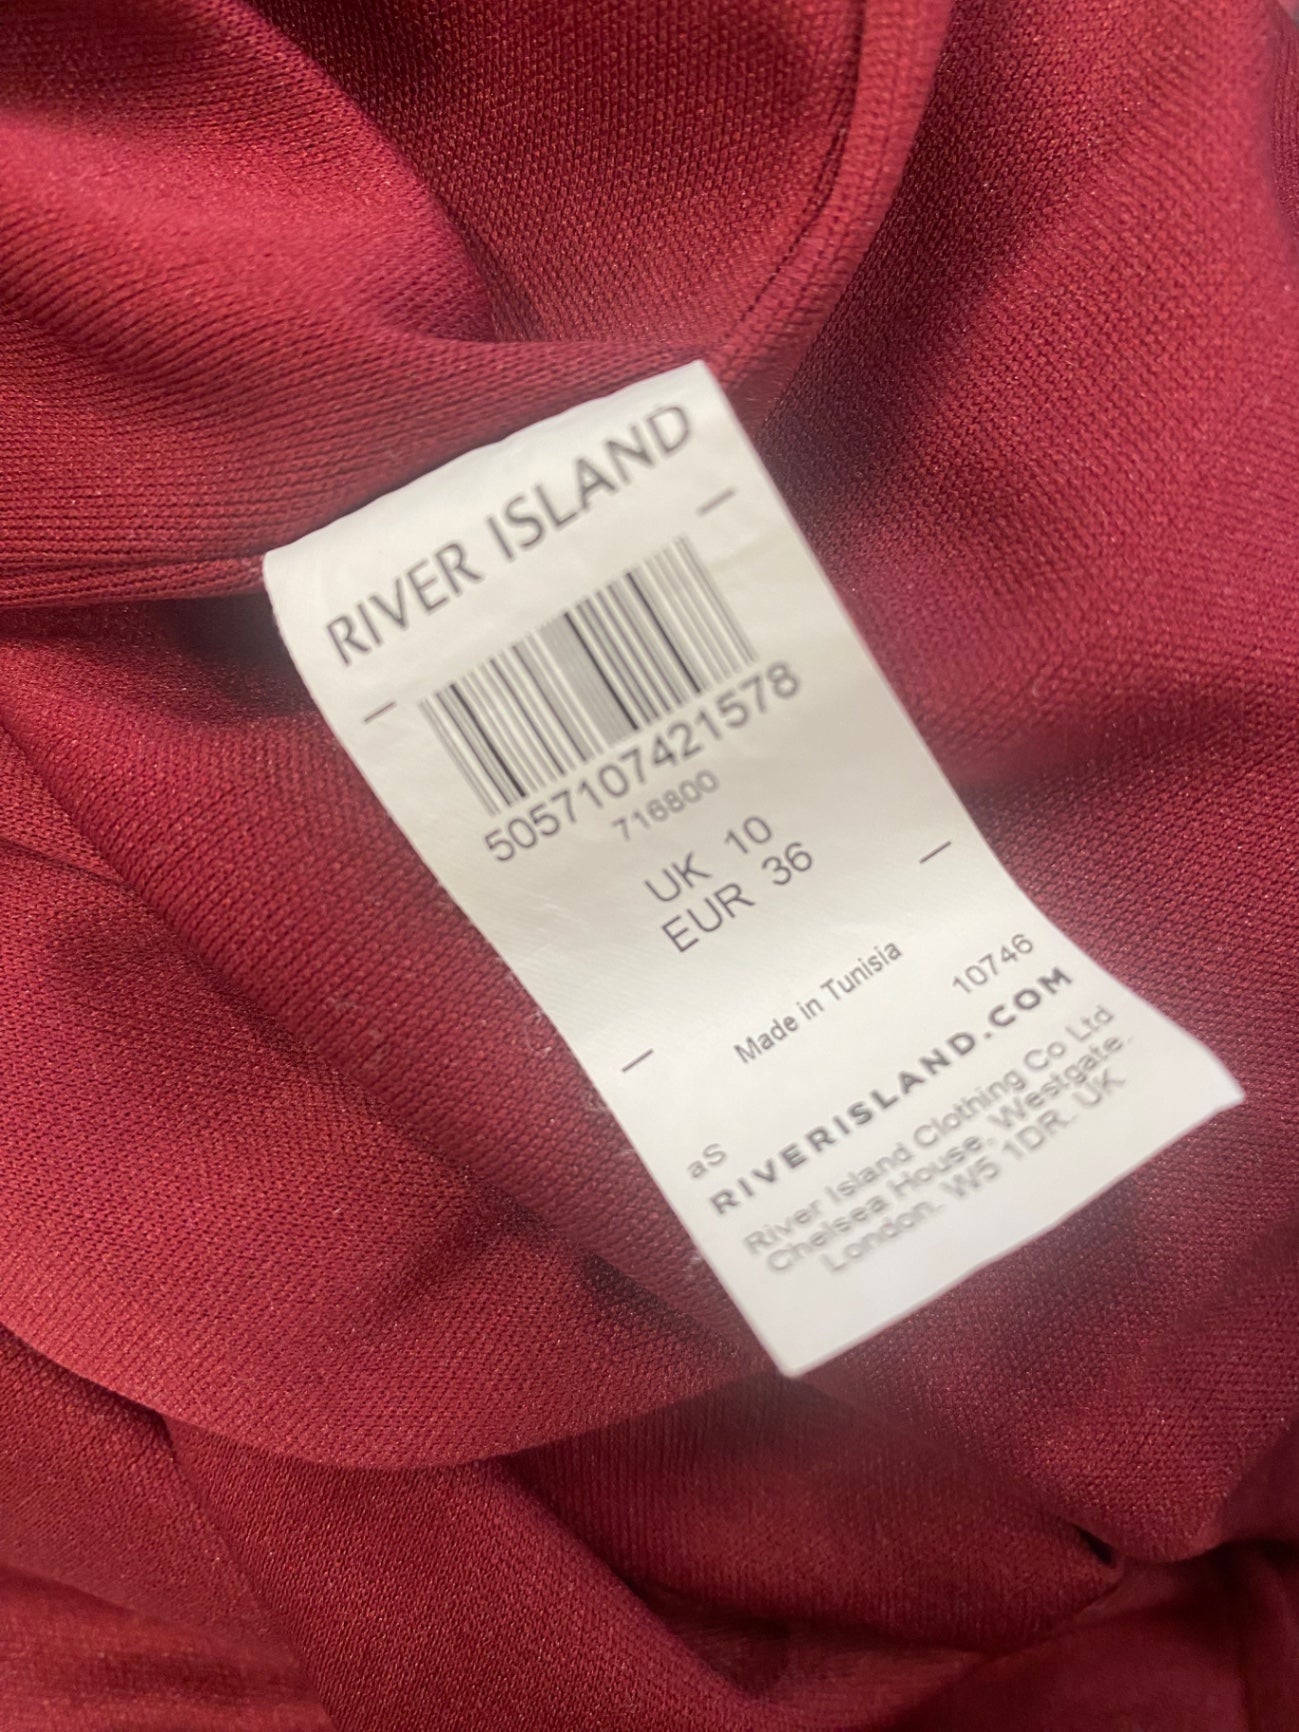 RIVER ISLAND
5057107421578
716800
UK 10
EUR 36
Made in Tunisia
10746
aS
RIVERISLAND.COM
River Island Clothing Co Ltd
Chelsea House, Westgate,
London, W5 1DR. UK